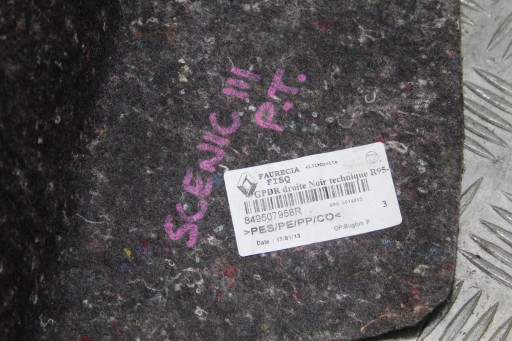 SCENIC III
P.T.
FAURECIA
FISQ
GPDR droite Noir technique R95-
849507958R
3
>PES/PE/PP/CO<
Date : 17/01/13